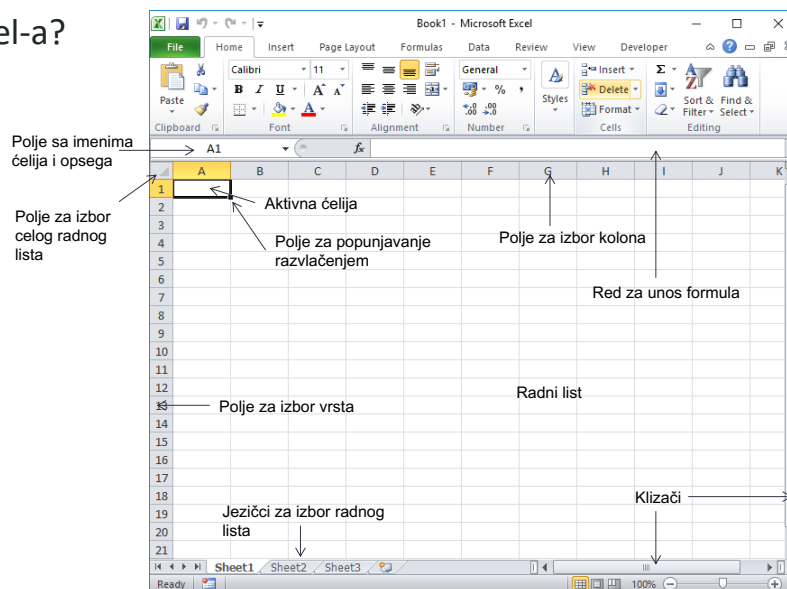 el-a?
Book1 - Microsoft Excel
File Home Insert Page Layout Formulas Data Review View Developer
Calibri 11 General Insert Σ
B I U A A % , Delete
Paste Styles Sort & Find &
A .00 .00 Format Filter Select
Clipboard Font Alignment Number Cells Editing
A1 fx
A B C D E F G H I J K
1
2
3
4
5
6
7
8
9
10
11
12
13
14
15
16
17
18
19
20
21
Polje sa imenima
ćelija i opsega
Polje za izbor
celog radnog
lista
Aktivna ćelija
Polje za popunjavanje
razvlačenjem
Polje za izbor kolona
Red za unos formula
Radni list
Polje za izbor vrsta
Klizači
Jezičci za izbor radnog
lista
Sheet1 Sheet2 Sheet3
Ready 100%